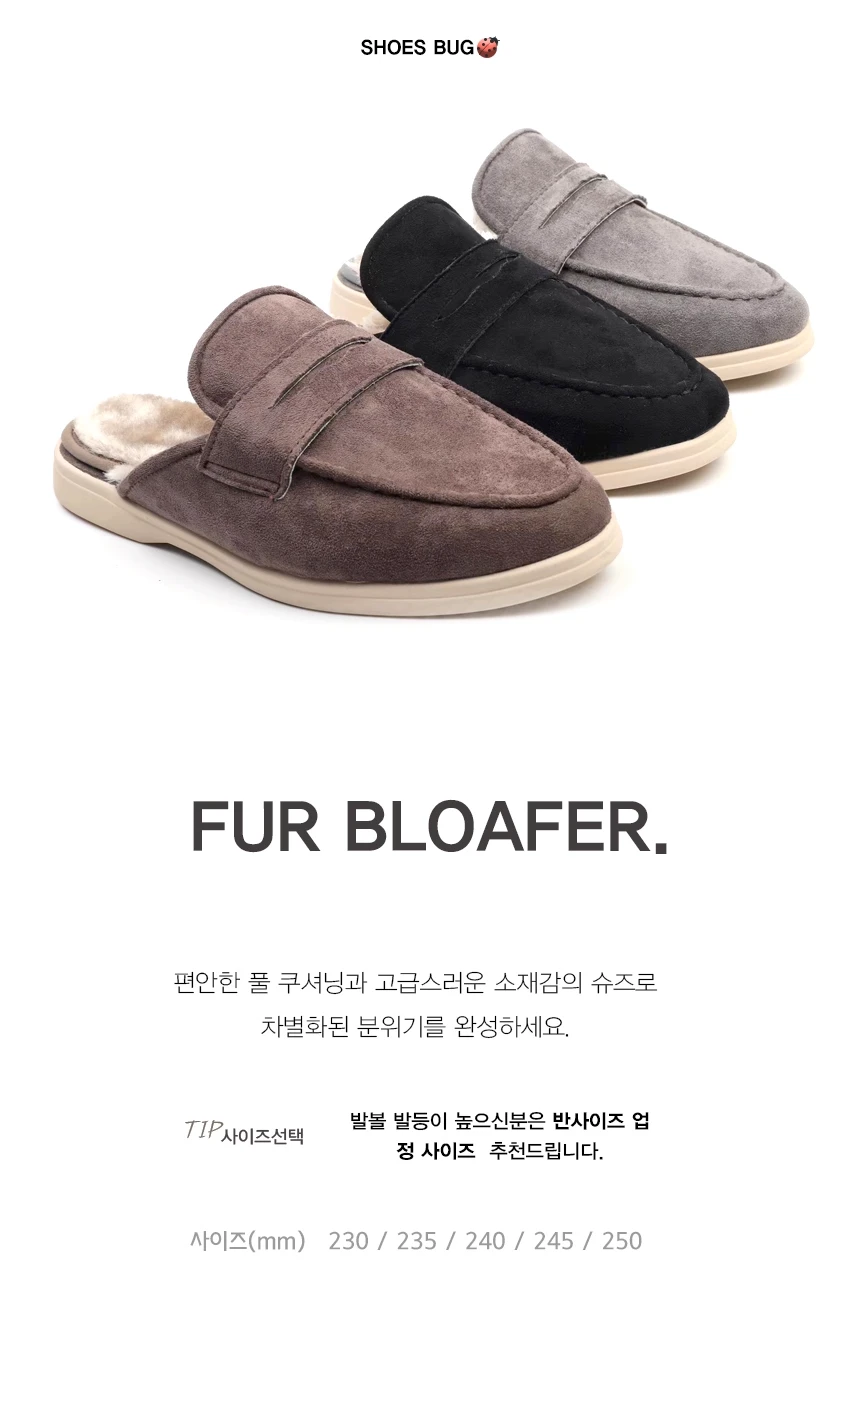 SHOES BUG🐞
FUR BLOAFER.
편안한 풀 쿠셔닝과 고급스러운 소재감의 슈즈로
차별화된 분위기를 완성하세요.
TIP사이즈선택
발볼 발등이 높으신분은 반사이즈 업
정 사이즈 추천드립니다.
사이즈(mm) 230 / 235 / 240 / 245 / 250